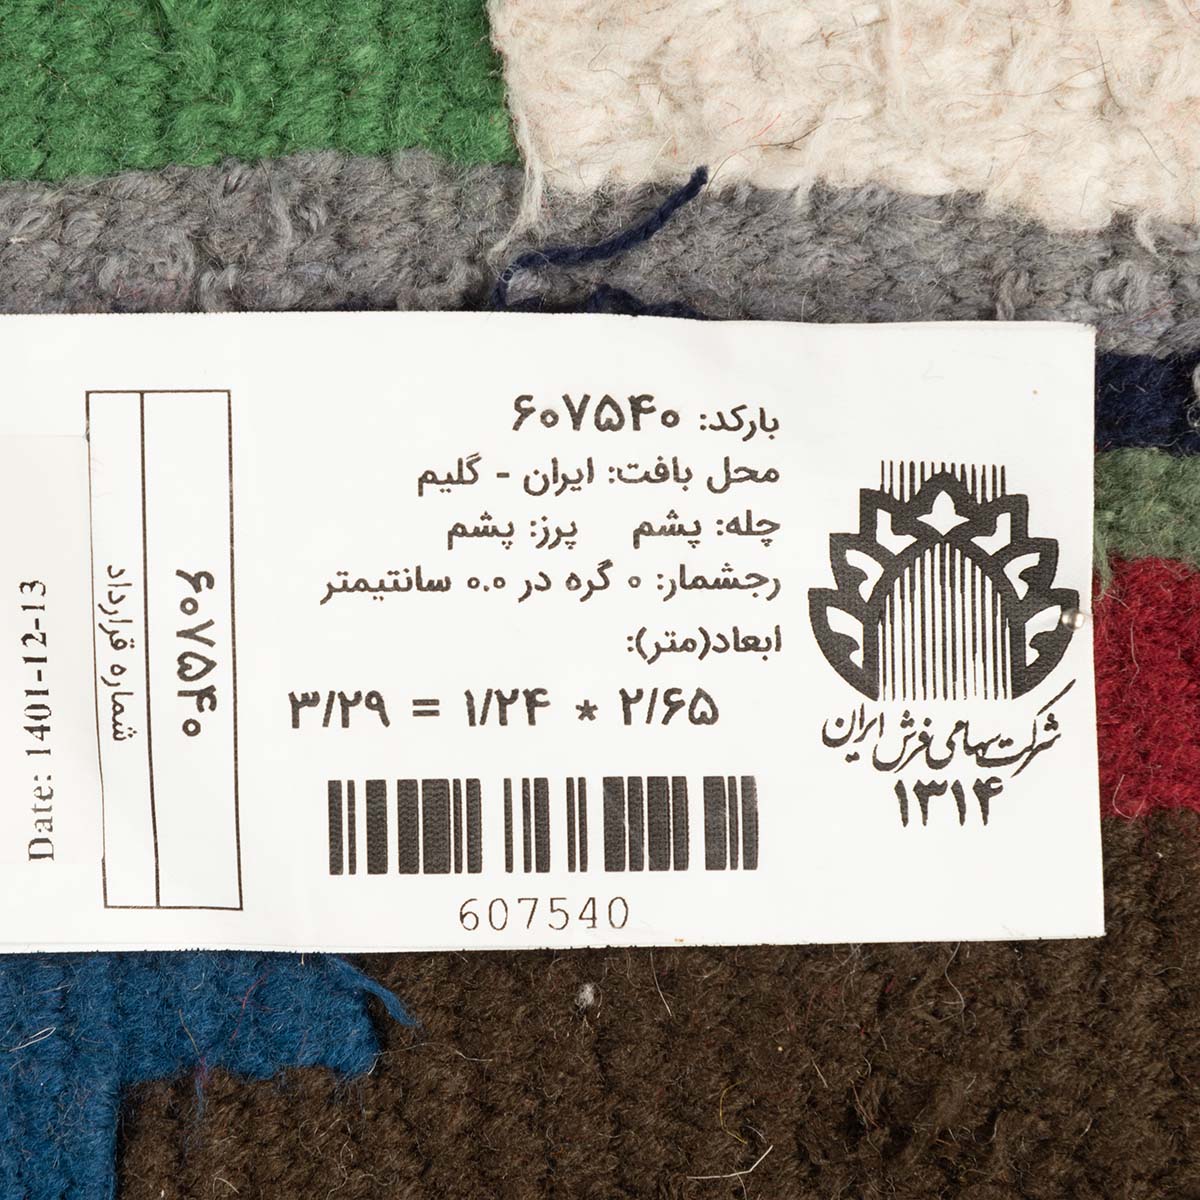 بارکد: ۶۰۷۵۴۰
محل بافت: ایران - گلیم
چله: پشم پرز: پشم
رجشمار: ۰ گره در ۰.۰ سانتیمتر
ابعاد(متر):
۳/۲۹ = ۱/۲۴ * ۲/۶۵
607540
شرکت سهامی فرش ایران
۱۳۱۴
۶۰۷۵۴۰
شماره قرارداد
Date: 1401-12-13